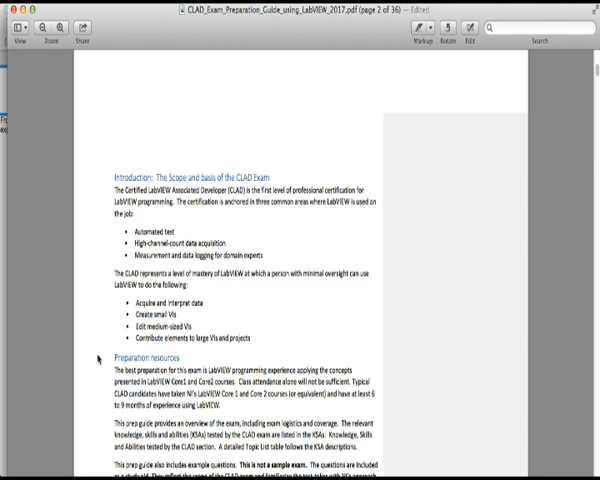 CLAD_Exam_Preparation_Guide_using_LabVIEW_2017.pdf (page 2 of 36) — Edited
View Zoom Share Markup Rotate Edit Search
Introduction: The Scope and basis of the CLAD Exam
The Certified LabVIEW Associated Developer (CLAD) is the first level of professional certification for
LabVIEW programming. The certification is anchored in three common areas where LabVIEW is used on
the job:
• Automated test
• High-channel-count data acquisition
• Measurement and data logging for domain experts
The CLAD represents a level of mastery of LabVIEW at which a person with minimal oversight can use
LabVIEW to do the following:
• Acquire and interpret data
• Create small VIs
• Edit medium-sized VIs
• Contribute elements to large VIs and projects
Preparation resources
The best preparation for this exam is LabVIEW programming experience applying the concepts
presented in LabVIEW Core1 and Core2 courses. Class attendance alone will not be sufficient. Typical
CLAD candidates have taken NI's LabVIEW Core 1 and Core 2 courses (or equivalent) and have at least 6
to 9 months of experience using LabVIEW.
This prep guide provides an overview of the exam, including exam logistics and coverage. The relevant
knowledge, skills and abilities (KSAs) tested by the CLAD exam are listed in the KSAs: Knowledge, Skills
and Abilities tested by the CLAD section. A detailed Topic List table follows the KSA descriptions.
This prep guide also includes example questions. This is not a sample exam. The questions are included